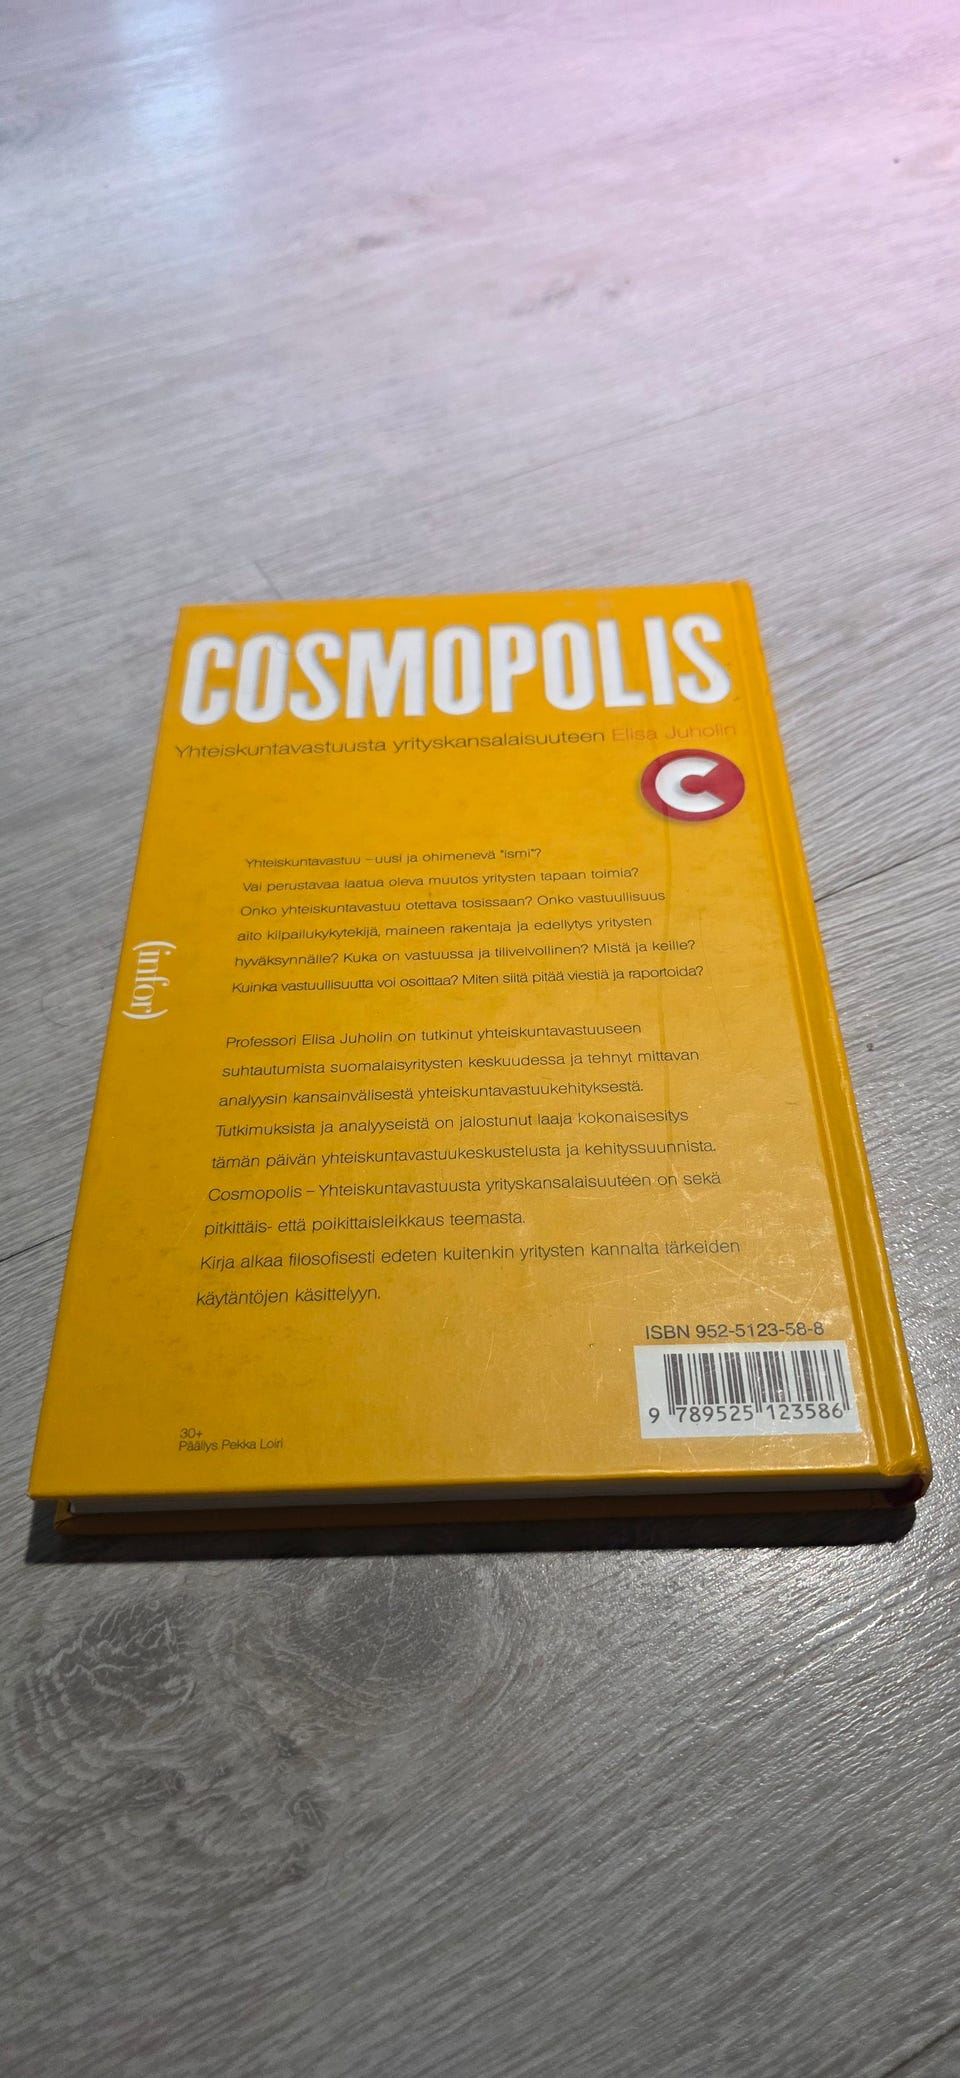 COSMOPOLIS
Yhteiskuntavastuusta yrityskansalaisuuteen Elisa Juholin
C
Yhteiskuntavastuu – uusi ja ohimenevä "ismi"?
Vai perustavaa laatua oleva muutos yritysten tapaan toimia?
Onko yhteiskuntavastuu otettava tosissaan? Onko vastuullisuus
aito kilpailukykytekijä, maineen rakentaja ja edellytys yritysten
hyväksynnälle? Kuka on vastuussa ja tilivelvollinen? Mistä ja keille?
Kuinka vastuullisuutta voi osoittaa? Miten siitä pitää viestiä ja raportoida?
(infor)
Professori Elisa Juholin on tutkinut yhteiskuntavastuuseen
suhtautumista suomalaisyritysten keskuudessa ja tehnyt mittavan
analyysin kansainvälisestä yhteiskuntavastuukehityksestä.
Tutkimuksista ja analyyseistä on jalostunut laaja kokonaisesitys
tämän päivän yhteiskuntavastuukeskustelusta ja kehityssuunnista.
Cosmopolis – Yhteiskuntavastuusta yrityskansalaisuuteen on sekä
pitkittäis- että poikittaisleikkaus teemasta.
Kirja alkaa filosofisesti edeten kuitenkin yritysten kannalta tärkeiden
käytäntöjen käsittelyyn.
ISBN 952-5123-58-8
9 789525 123586
30+
Päällys Pekka Loiri